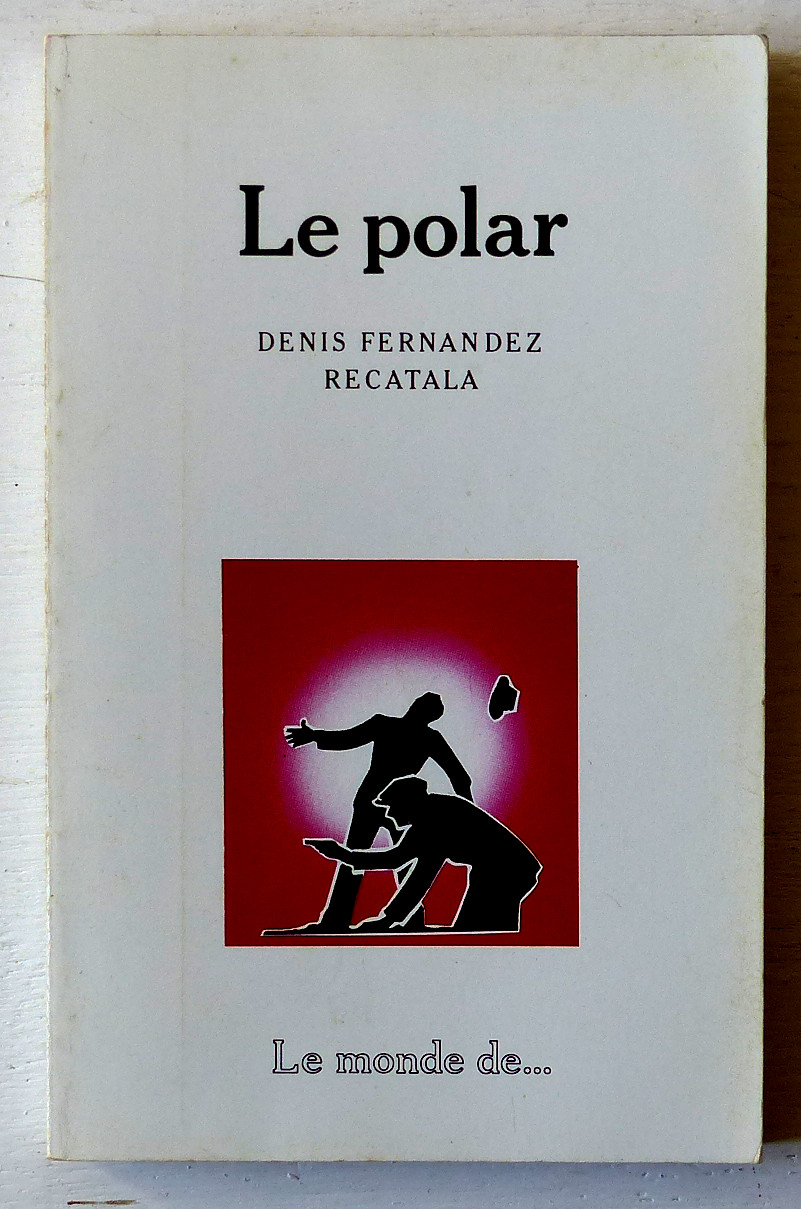 Le polar
DENIS FERNANDEZ
RECATALA
Le monde de...